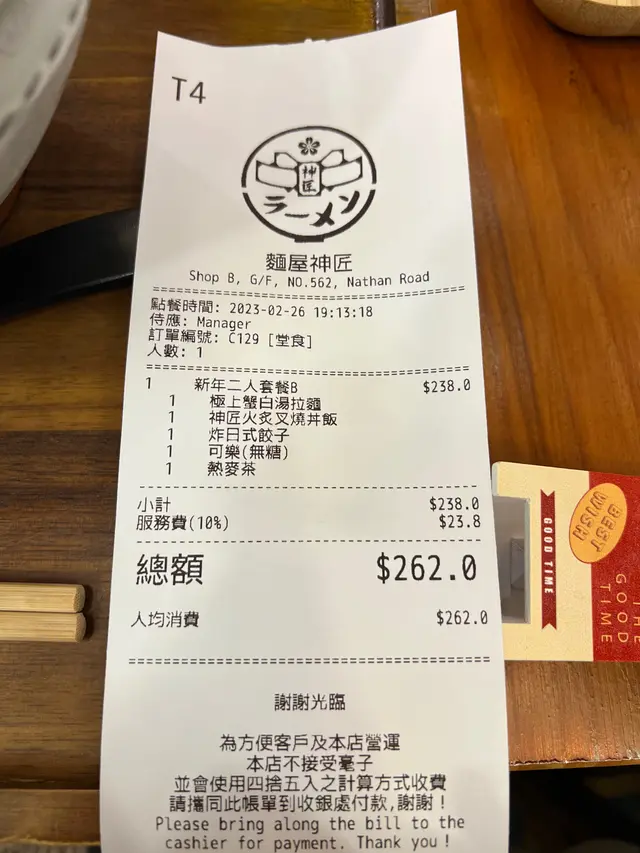 T4
神匠
ラーメン
麵屋神匠
Shop B, G/F, NO.562, Nathan Road
點餐時間: 2023-02-26 19:13:18
侍應: Manager
訂單編號: C129 [堂食]
人數: 1
1 新年二人套餐B $238.0
1 極上蟹白湯拉麵
1 神匠火炙叉燒丼飯
1 炸日式餃子
1 可樂(無糖)
1 熱麥茶
小計 $238.0
服務費(10%) $23.8
總額 $262.0
人均消費 $262.0
謝謝光臨
為方便客戶及本店營運
本店不接受毫子
並會使用四捨五入之計算方式收費
請攜同此帳單到收銀處付款,謝謝!
Please bring along the bill to the
cashier for payment. Thank you!
GOOD TIME
BEST
WISH
THE
GOOD
TIME